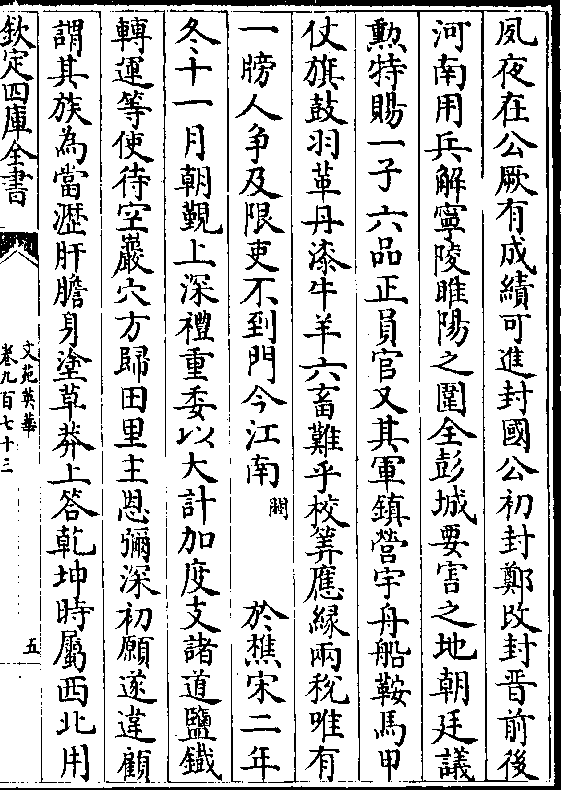 夙夜在公厥有成績可進封國公初封鄭改封晋前後
河南用兵解寧陵睢陽之圍全彭城要害之地朝廷議
勲特賜一子六品正員官又其軍鎮營宇舟船鞍馬甲
仗旗鼓羽革丹漆牛羊六畜難乎校筭應縁兩稅唯有
一牓人争及限吏不到門今江南闕於樵宋二年
冬十一月朝覲上深禮重委以大計加度支諸道鹽鐵
轉運等使待空巖穴方歸田里主恩彌深初願遂違顧
謂其族為當瀝肝膽身塗草莽上答乾坤時屬西北用
欽定四庫全書
文苑英華
卷九百七十三
五